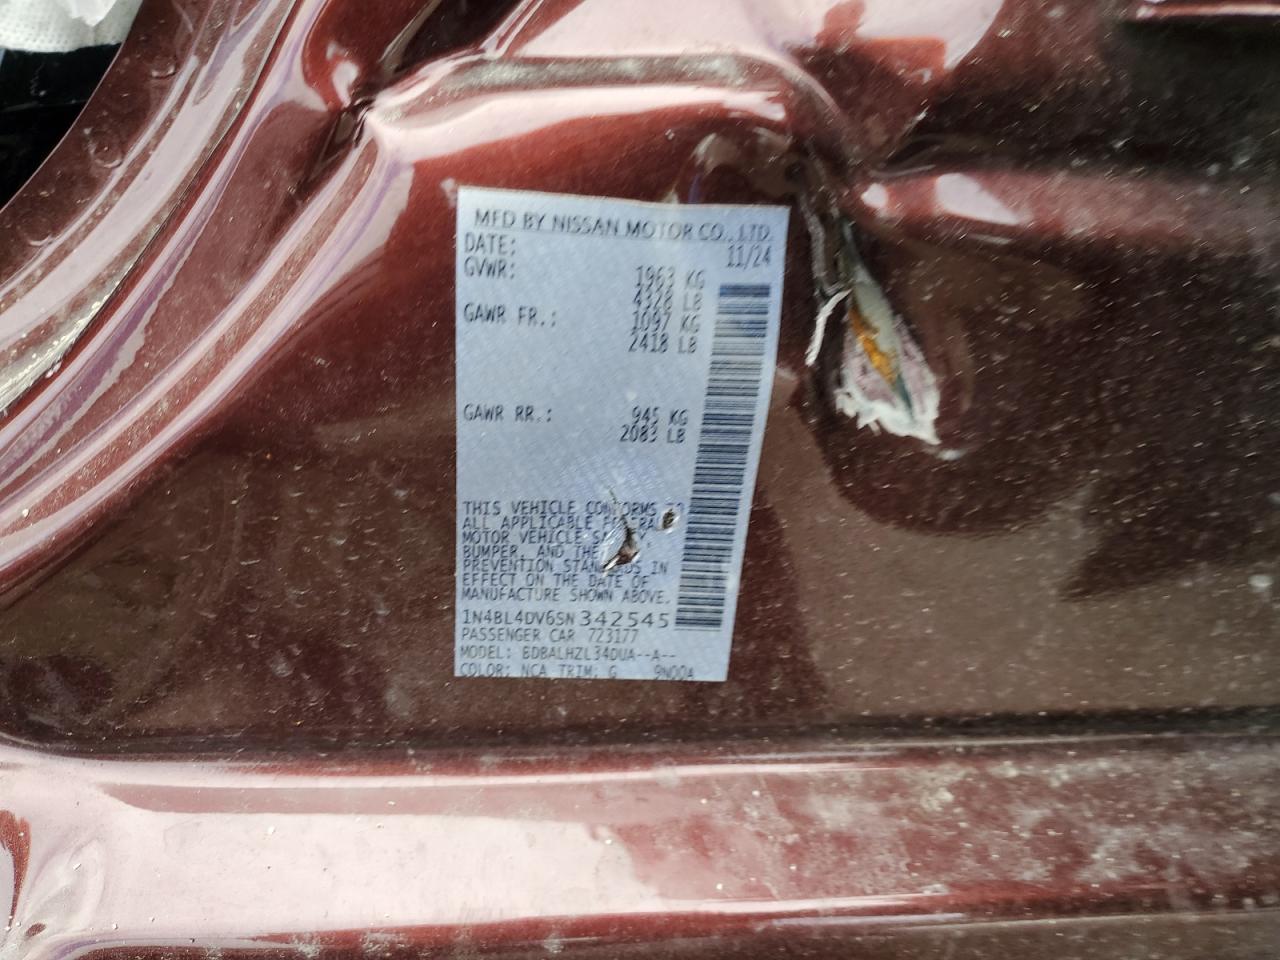 MFD BY NISSAN MOTOR CO., LTD.
DATE: 11/24
GVWR: 1963 KG
4328 LB
GAWR FR.: 1097 KG
2418 LB
GAWR RR.: 945 KG
2083 LB
THIS VEHICLE CONFORMS TO
ALL APPLICABLE FEDERAL
MOTOR VEHICLE SAFETY,
BUMPER, AND THEFT
PREVENTION STANDARDS IN
EFFECT ON THE DATE OF
MANUFACTURE SHOWN ABOVE.
1N4BL4DV6SN342545
PASSENGER CAR 723177
MODEL: BDBALHZL34DUA--A--
COLOR: NCA TRIM: G 9N00A